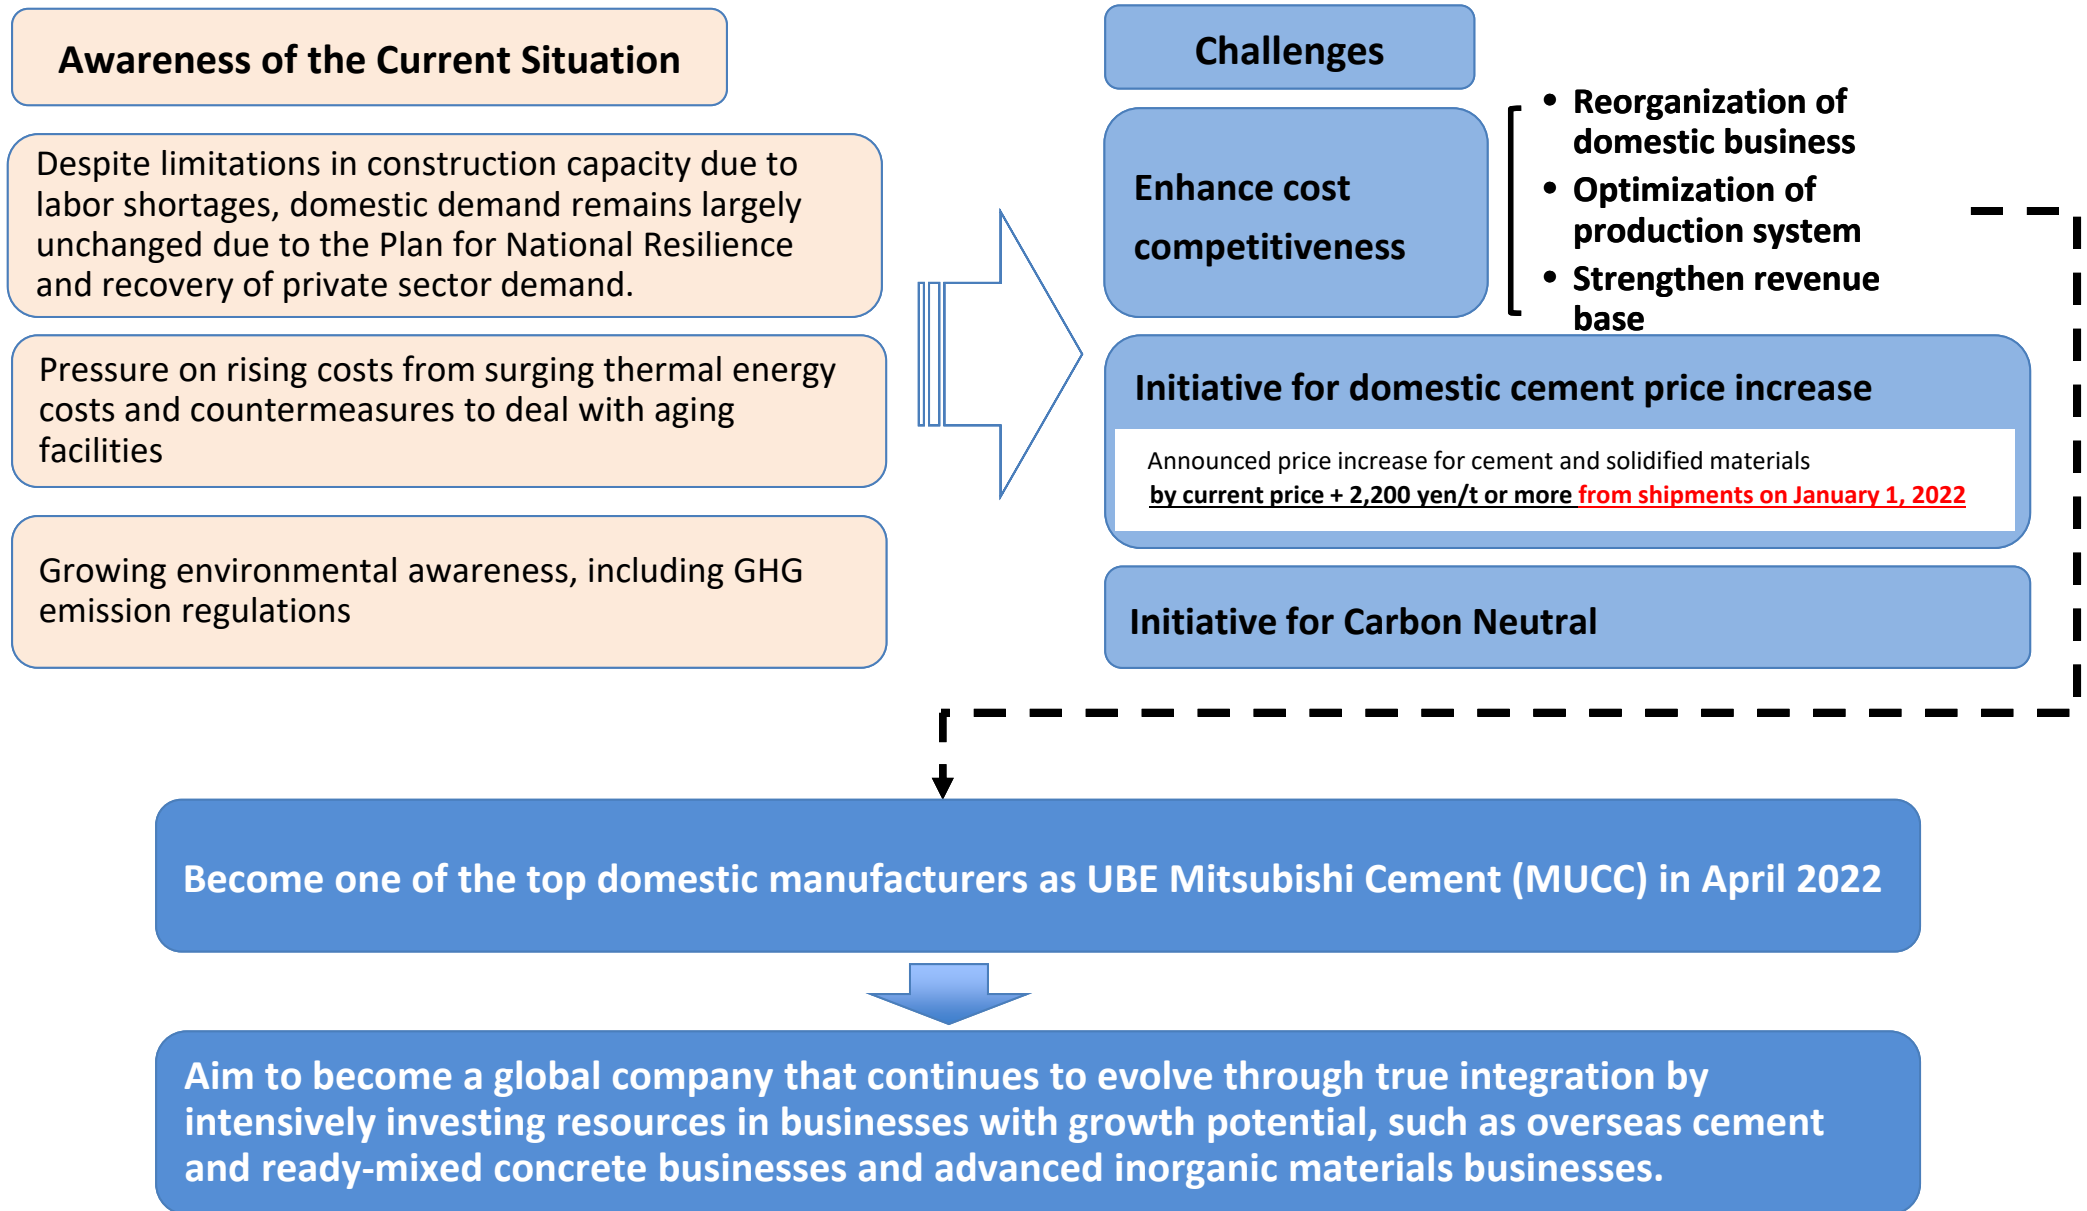 Awareness of the Current Situation
Despite limitations in construction capacity due to
labor shortages, domestic demand remains largely
unchanged due to the Plan for National Resilience
and recovery of private sector demand.
Pressure on rising costs from surging thermal energy
costs and countermeasures to deal with aging
facilities
Growing environmental awareness, including GHG
emission regulations
Challenges
Enhance cost
competitiveness
• Reorganization of
domestic business
• Optimization of
production system
• Strengthen revenue
base
Initiative for domestic cement price increase
Announced price increase for cement and solidified materials
by current price + 2,200 yen/t or more from shipments on January 1, 2022
Initiative for Carbon Neutral
Become one of the top domestic manufacturers as UBE Mitsubishi Cement (MUCC) in April 2022
Aim to become a global company that continues to evolve through true integration by
intensively investing resources in businesses with growth potential, such as overseas cement
and ready-mixed concrete businesses and advanced inorganic materials businesses.